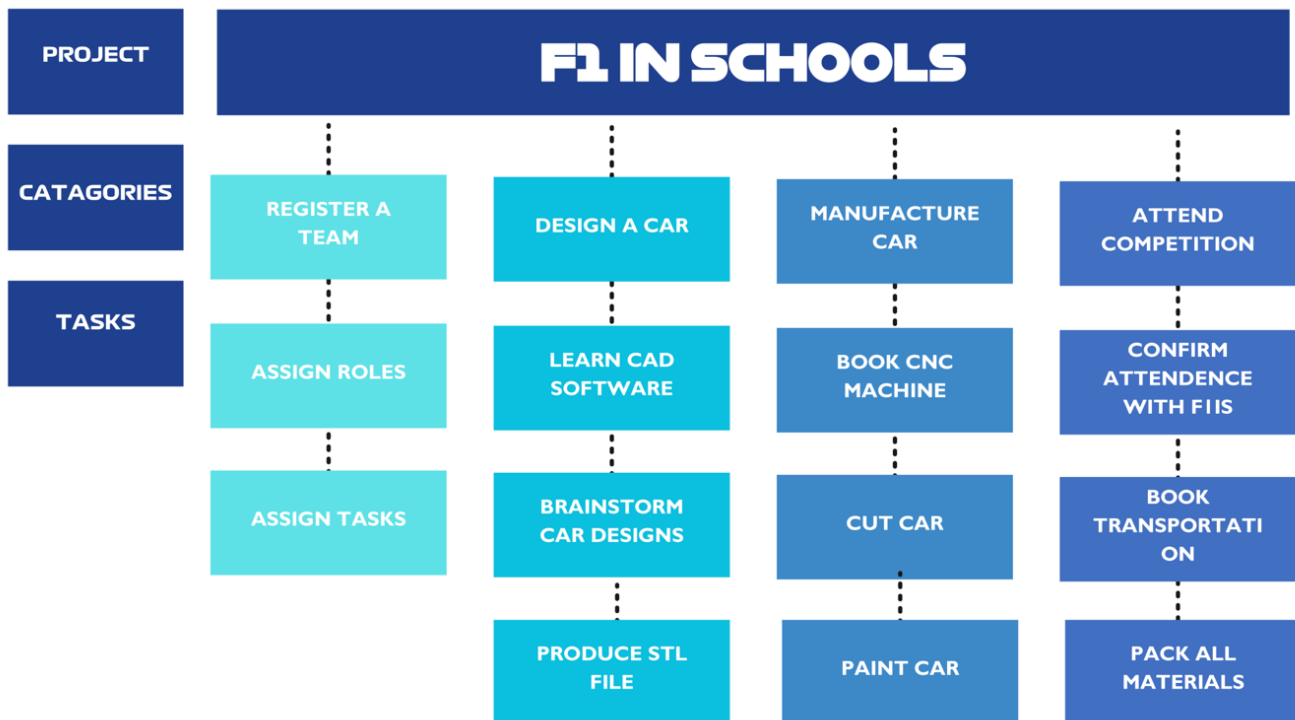 PROJECT
F1 IN SCHOOLS
CATAGORIES
TASKS
REGISTER A
TEAM
ASSIGN ROLES
ASSIGN TASKS
DESIGN A CAR
LEARN CAD
SOFTWARE
BRAINSTORM
CAR DESIGNS
PRODUCE STL
FILE
MANUFACTURE
CAR
BOOK CNC
MACHINE
CUT CAR
PAINT CAR
ATTEND
COMPETITION
CONFIRM
ATTENDENCE
WITH F1IS
BOOK
TRANSPORTATI
ON
PACK ALL
MATERIALS